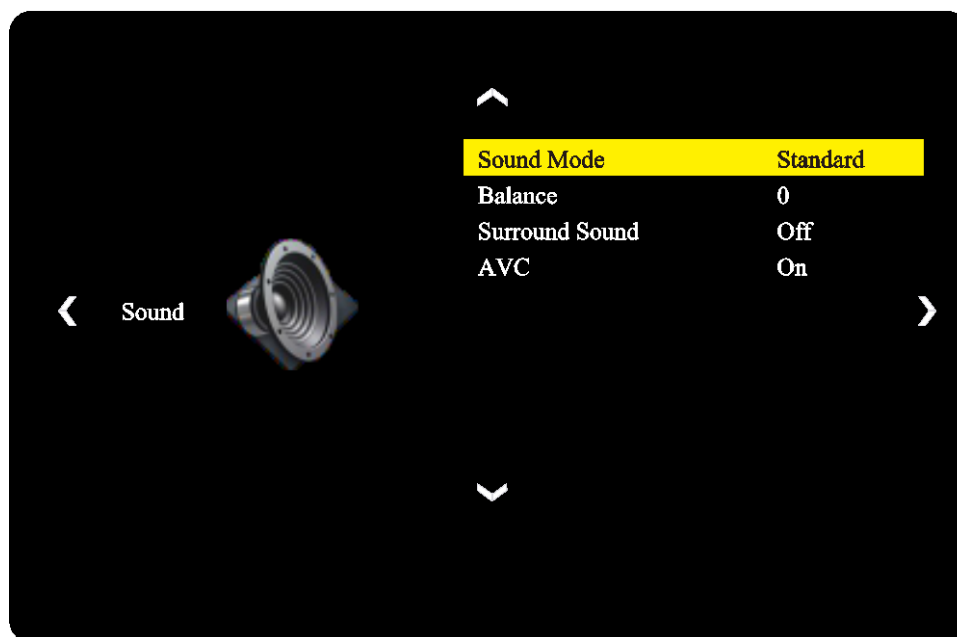 Sound
Sound Mode Standard
Balance 0
Surround Sound Off
AVC On